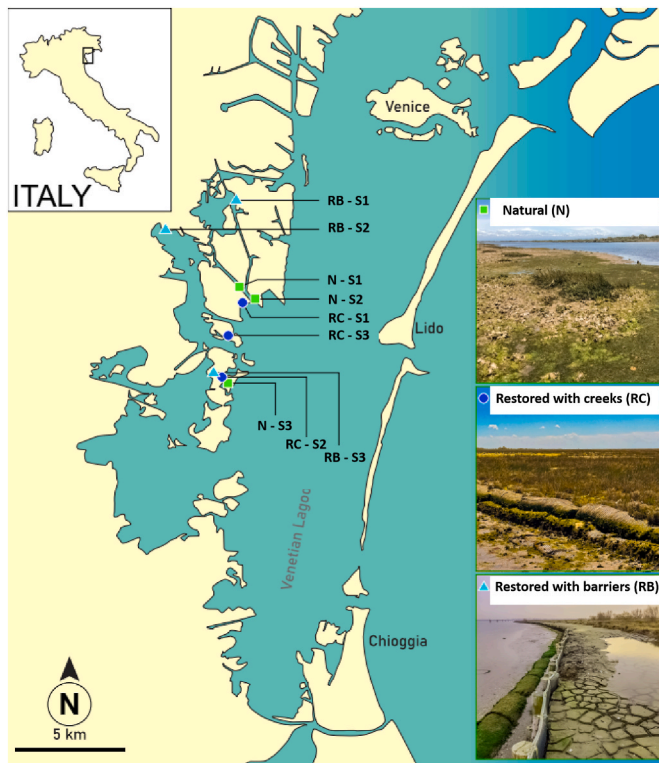 ITALY
Venice
RB - S1
RB - S2
N - S1
N - S2
RC - S1
RC - S3
N - S3
RC - S2
RB - S3
Lido
Venetian Lagoc
Chioggia
N
5 km
Natural (N)
Restored with creeks (RC)
Restored with barriers (RB)